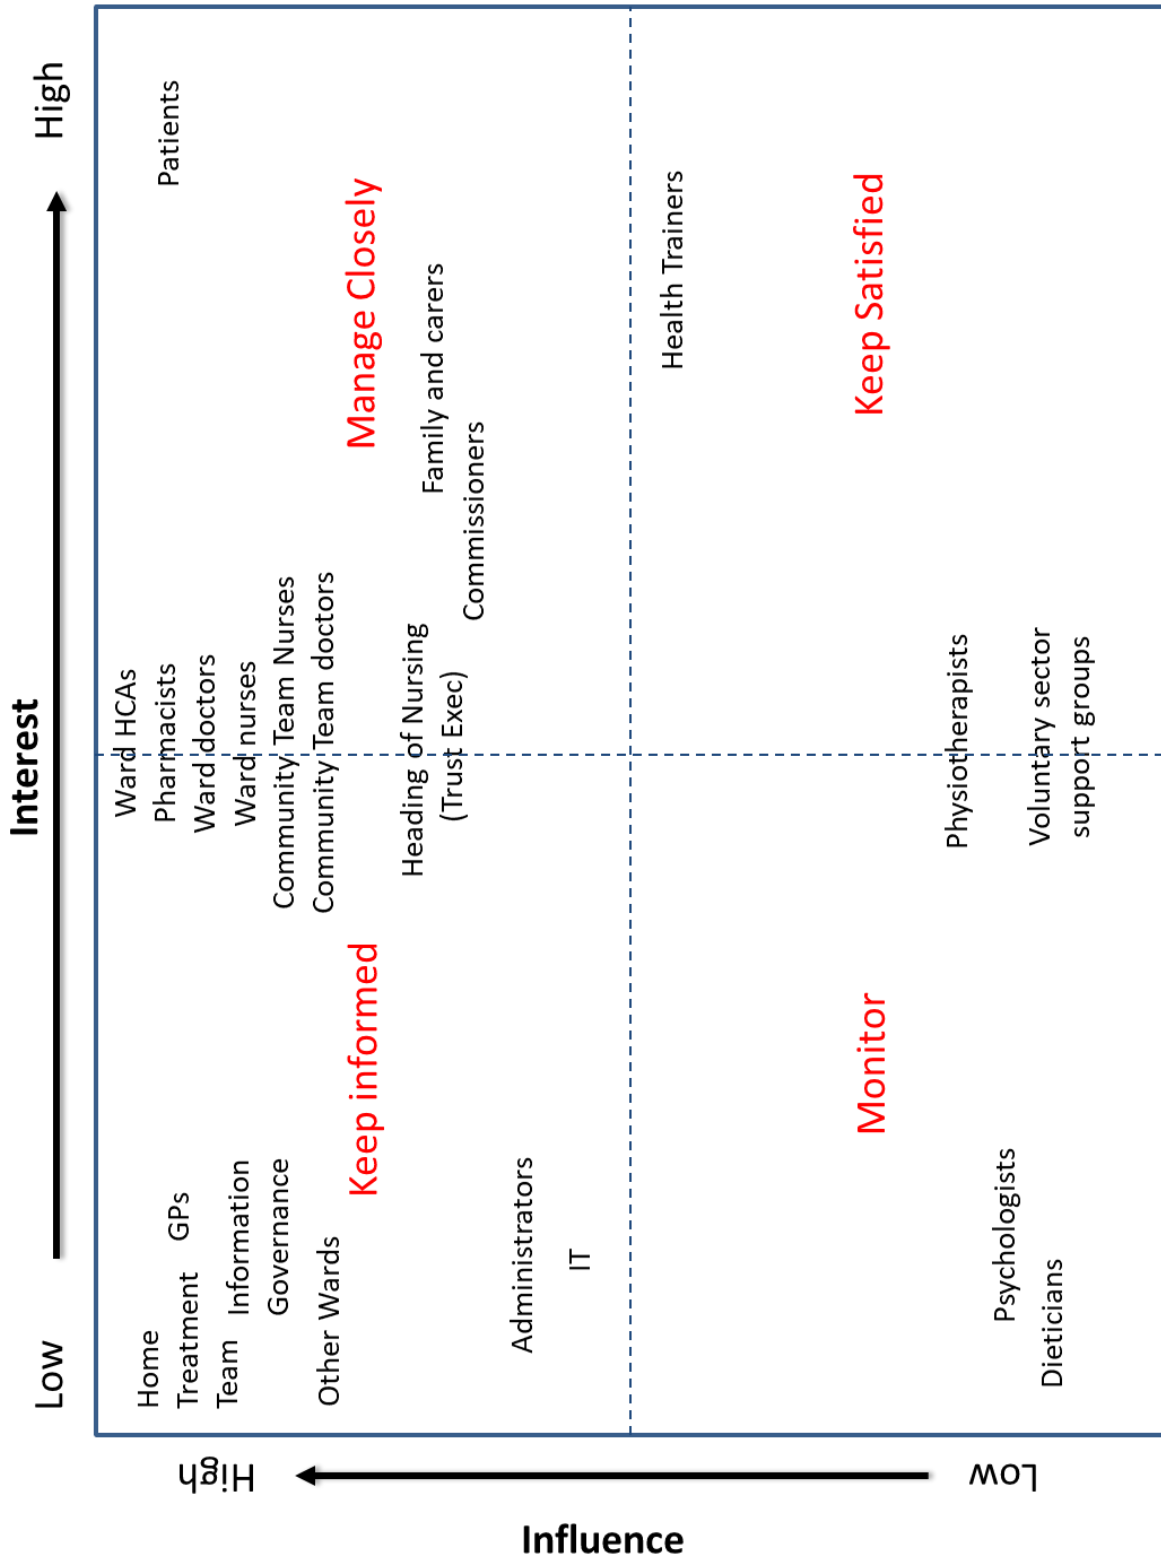 Interest
Low
High
Patients
Ward HCAs
Pharmacists
Ward doctors
Ward nurses
Community Team Nurses
Community Team doctors
Heading of Nursing
(Trust Exec)
Manage Closely
Family and carers
Commissioners
Home
Treatment
Team
GPs
Information
Governance
Other Wards
Keep informed
Administrators
IT
Health Trainers
Keep Satisfied
Physiotherapists
Voluntary sector
support groups
Monitor
Psychologists
Dieticians
High
Low
Influence